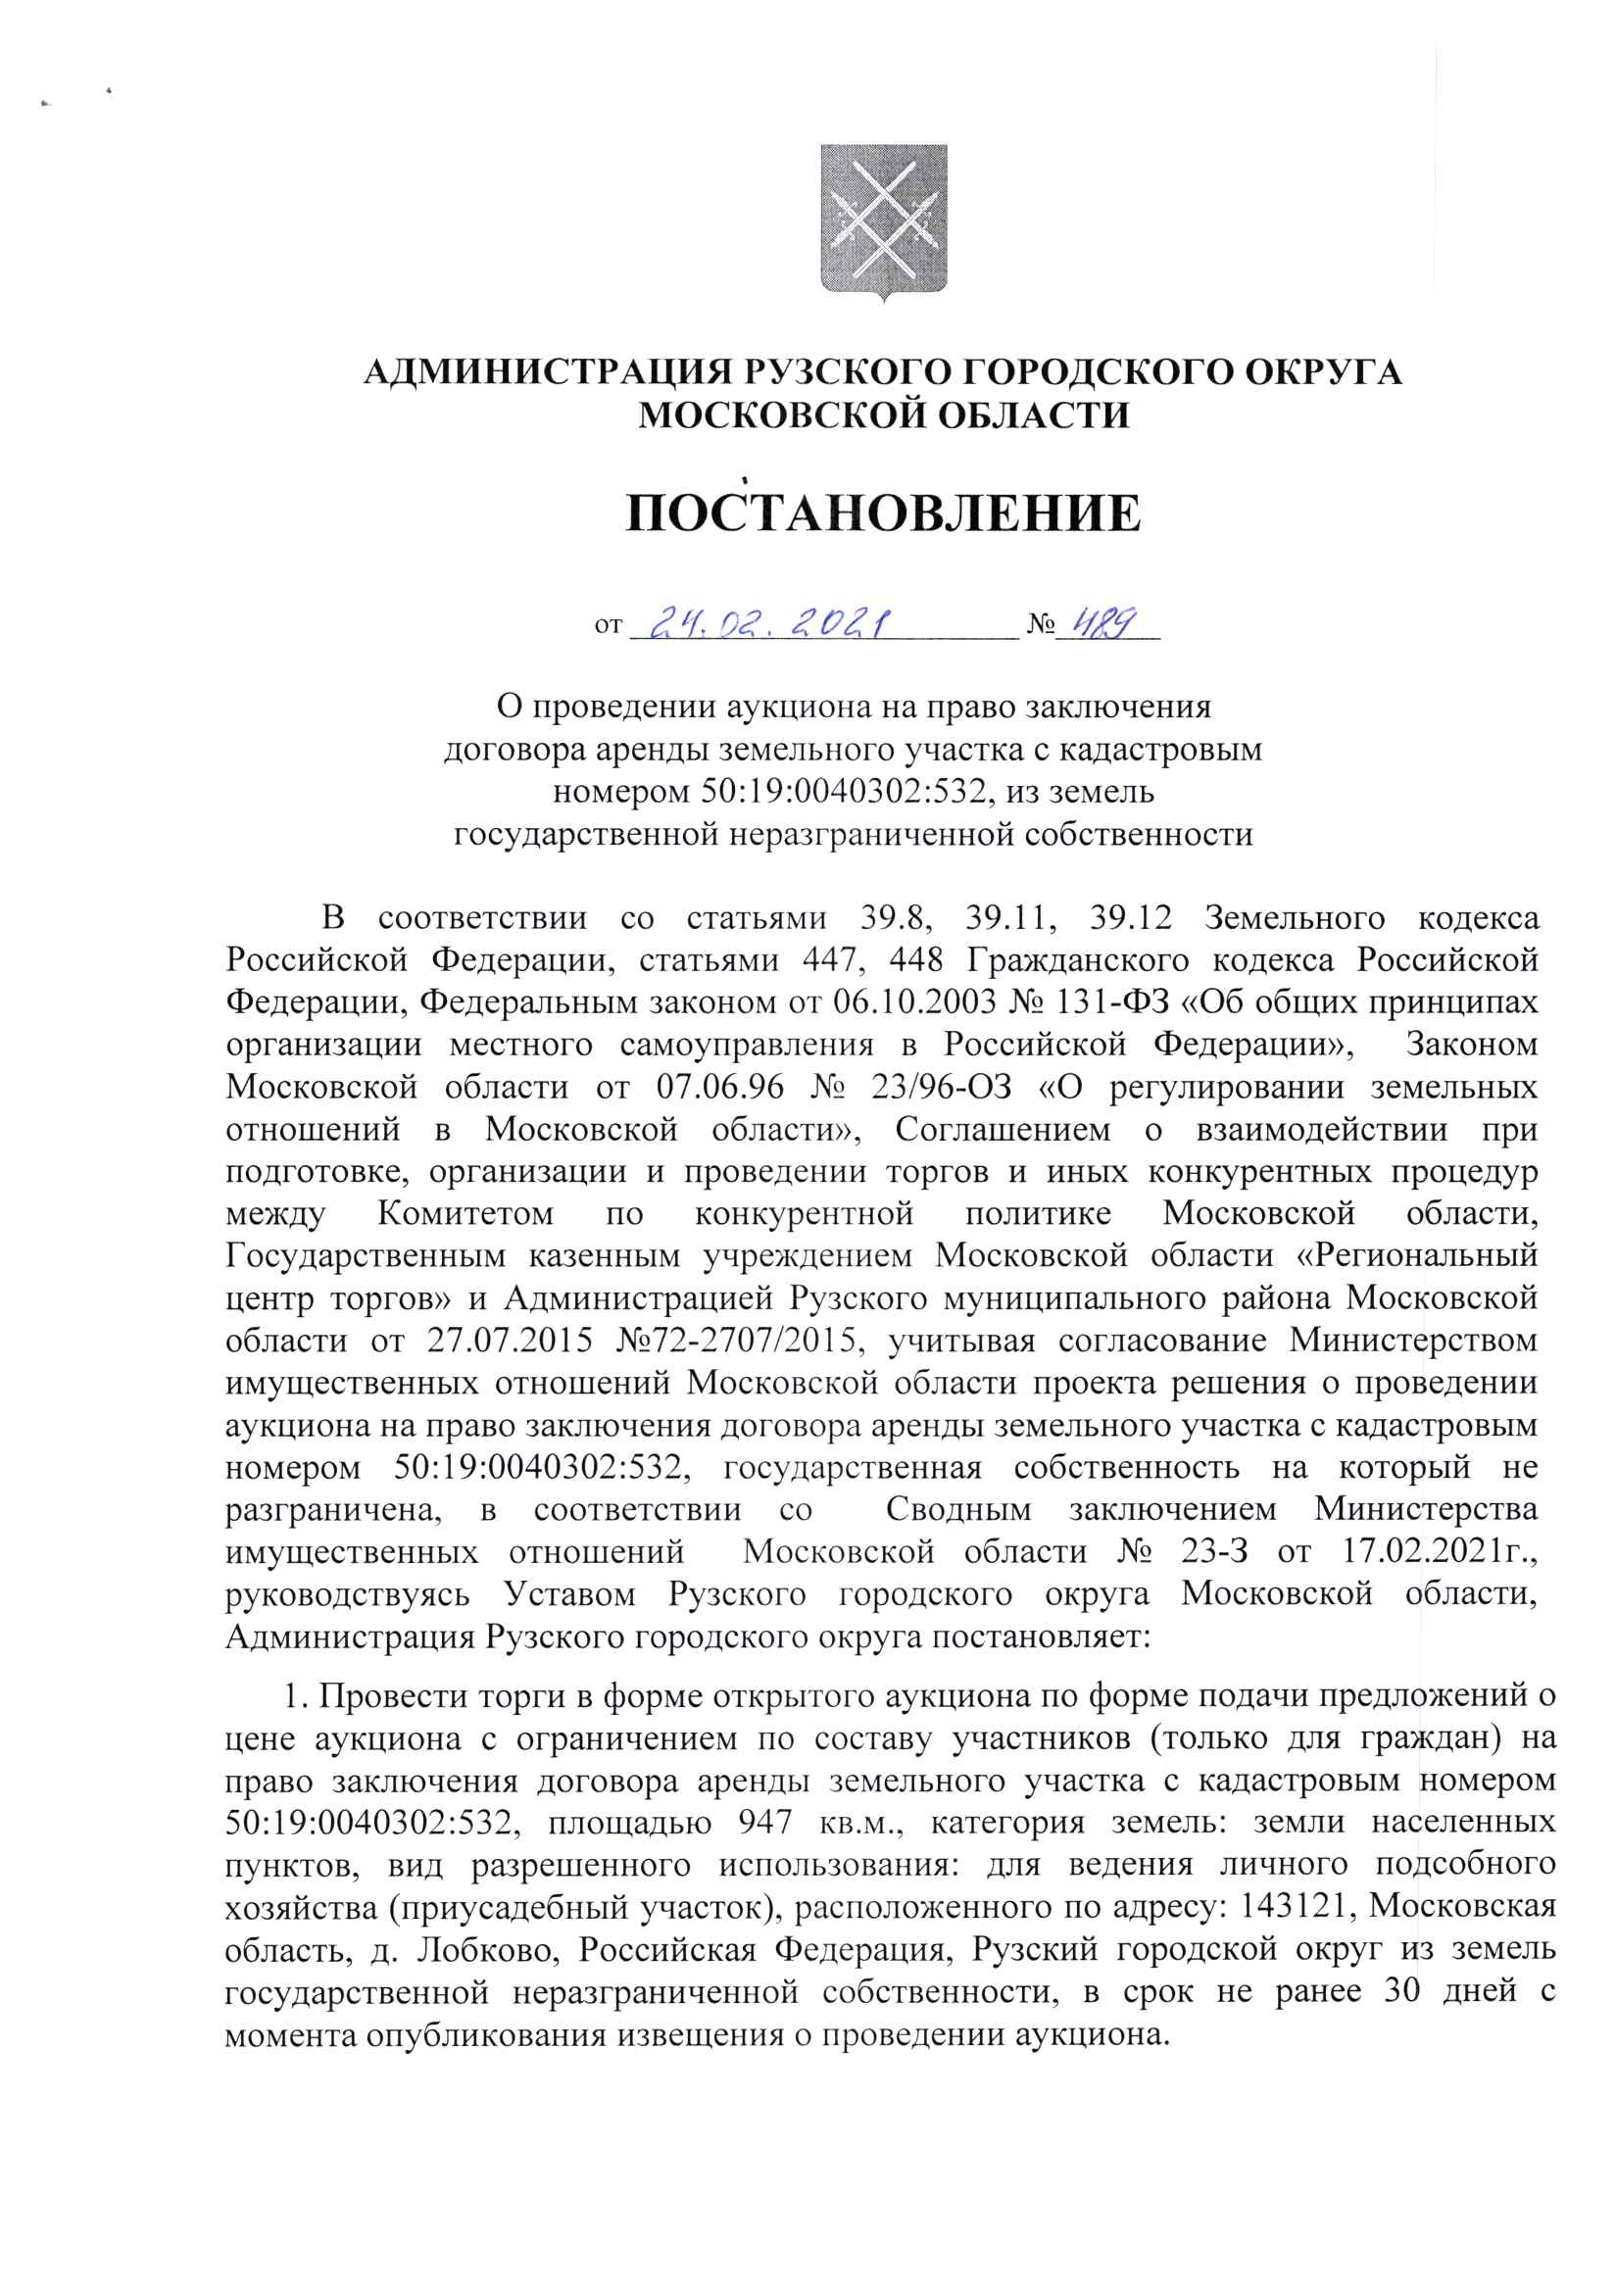 АДМИНИСТРАЦИЯ РУЗСКОГО ГОРОДСКОГО ОКРУГА
МОСКОВСКОЙ ОБЛАСТИ
ПОСТАНОВЛЕНИЕ
от 24.02.2021 № 489
О проведении аукциона на право заключения
договора аренды земельного участка с кадастровым
номером 50:19:0040302:532, из земель
государственной неразграниченной собственности
В соответствии со статьями 39.8, 39.11, 39.12 Земельного кодекса
Российской Федерации, статьями 447, 448 Гражданского кодекса Российской
Федерации, Федеральным законом от 06.10.2003 № 131-ФЗ «Об общих принципах
организации местного самоуправления в Российской Федерации», Законом
Московской области от 07.06.96 № 23/96-ОЗ «О регулировании земельных
отношений в Московской области», Соглашением о взаимодействии при
подготовке, организации и проведении торгов и иных конкурентных процедур
между Комитетом по конкурентной политике Московской области,
Государственным казенным учреждением Московской области «Региональный
центр торгов» и Администрацией Рузского муниципального района Московской
области от 27.07.2015 №72-2707/2015, учитывая согласование Министерством
имущественных отношений Московской области проекта решения о проведении
аукциона на право заключения договора аренды земельного участка с кадастровым
номером 50:19:0040302:532, государственная собственность на который не
разграничена, в соответствии со Сводным заключением Министерства
имущественных отношений Московской области № 23-З от 17.02.2021г.,
руководствуясь Уставом Рузского городского округа Московской области,
Администрация Рузского городского округа постановляет:
1. Провести торги в форме открытого аукциона по форме подачи предложений о
цене аукциона с ограничением по составу участников (только для граждан) на
право заключения договора аренды земельного участка с кадастровым номером
50:19:0040302:532, площадью 947 кв.м., категория земель: земли населенных
пунктов, вид разрешенного использования: для ведения личного подсобного
хозяйства (приусадебный участок), расположенного по адресу: 143121, Московская
область, д. Лобково, Российская Федерация, Рузский городской округ из земель
государственной неразграниченной собственности, в срок не ранее 30 дней с
момента опубликования извещения о проведении аукциона.